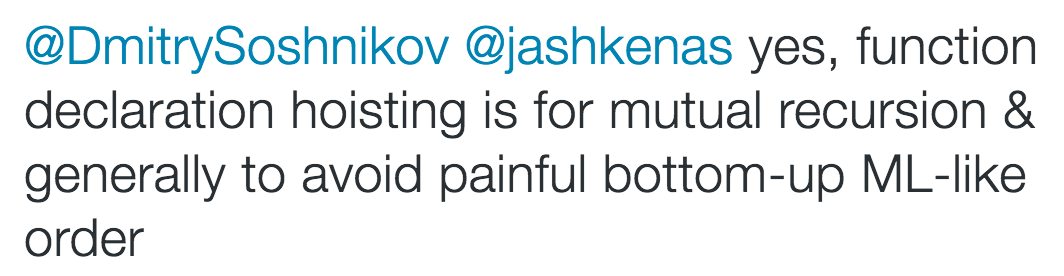 @DmitrySoshnikov @jashkenas yes, function
declaration hoisting is for mutual recursion &
generally to avoid painful bottom-up ML-like
order